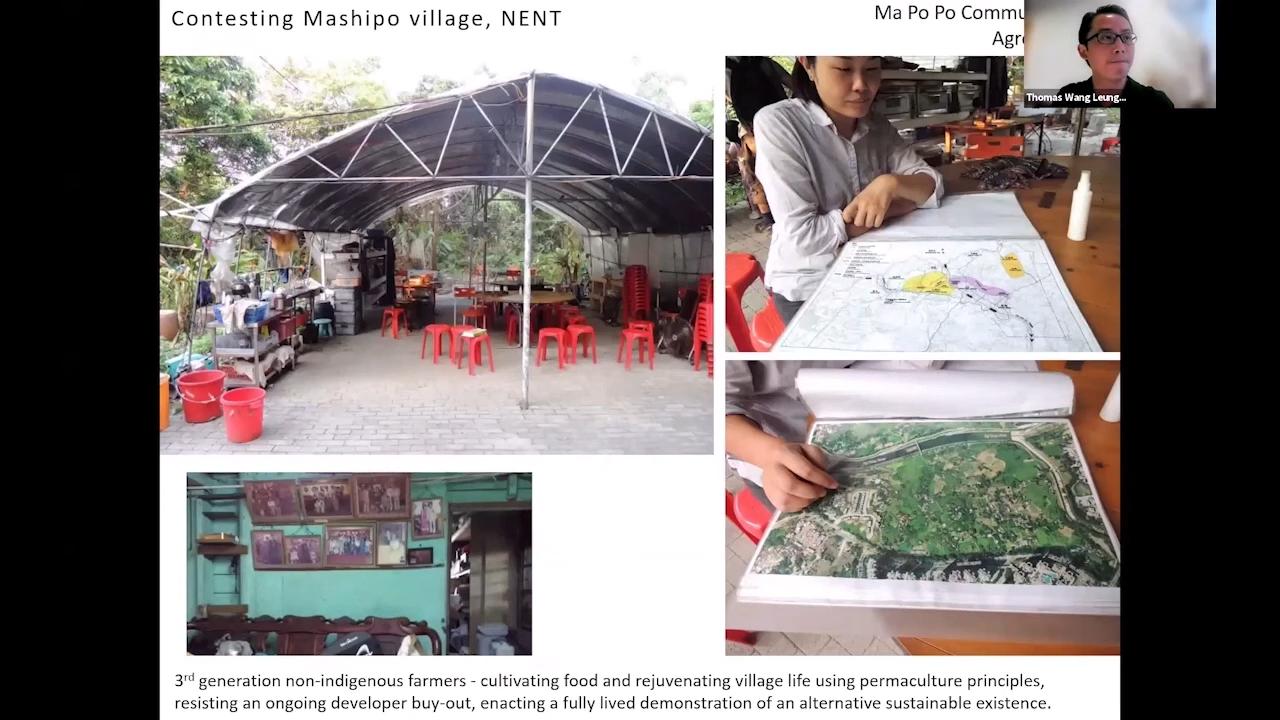 Contesting Mashipo village, NENT
Ma Po Po Commu
Agr
Thomas Wang Leung...
3rd generation non-indigenous farmers - cultivating food and rejuvenating village life using permaculture principles,
resisting an ongoing developer buy-out, enacting a fully lived demonstration of an alternative sustainable existence.